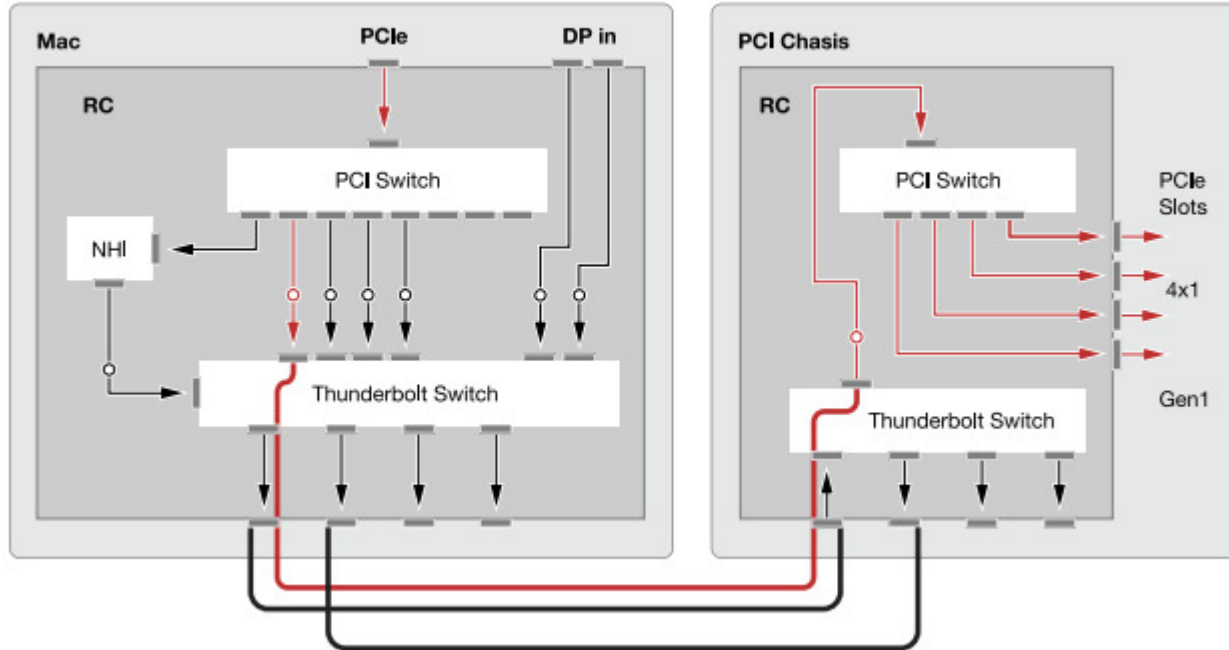 Mac
PCIe
DP in
RC
PCI Switch
NHI
Thunderbolt Switch
PCI Chasis
RC
PCI Switch
PCIe
Slots
4x1
Gen1
Thunderbolt Switch